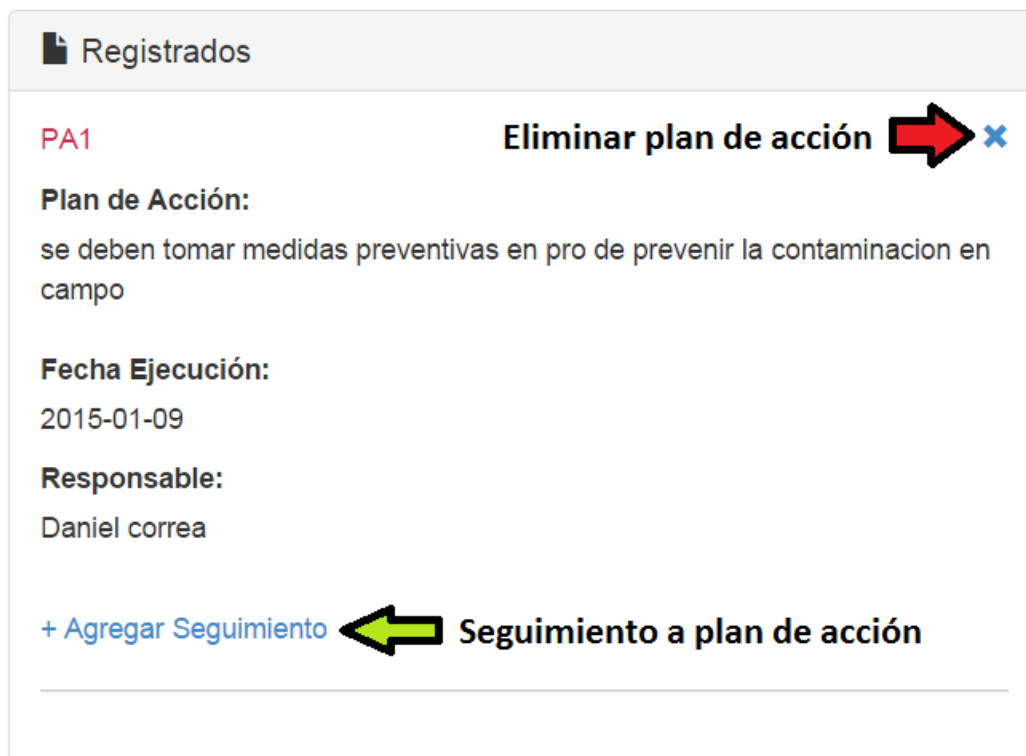 Registrados
PA1
Eliminar plan de acción
Plan de Acción:
se deben tomar medidas preventivas en pro de prevenir la contaminacion en
campo
Fecha Ejecución:
2015-01-09
Responsable:
Daniel correa
+ Agregar Seguimiento
Seguimiento a plan de acción